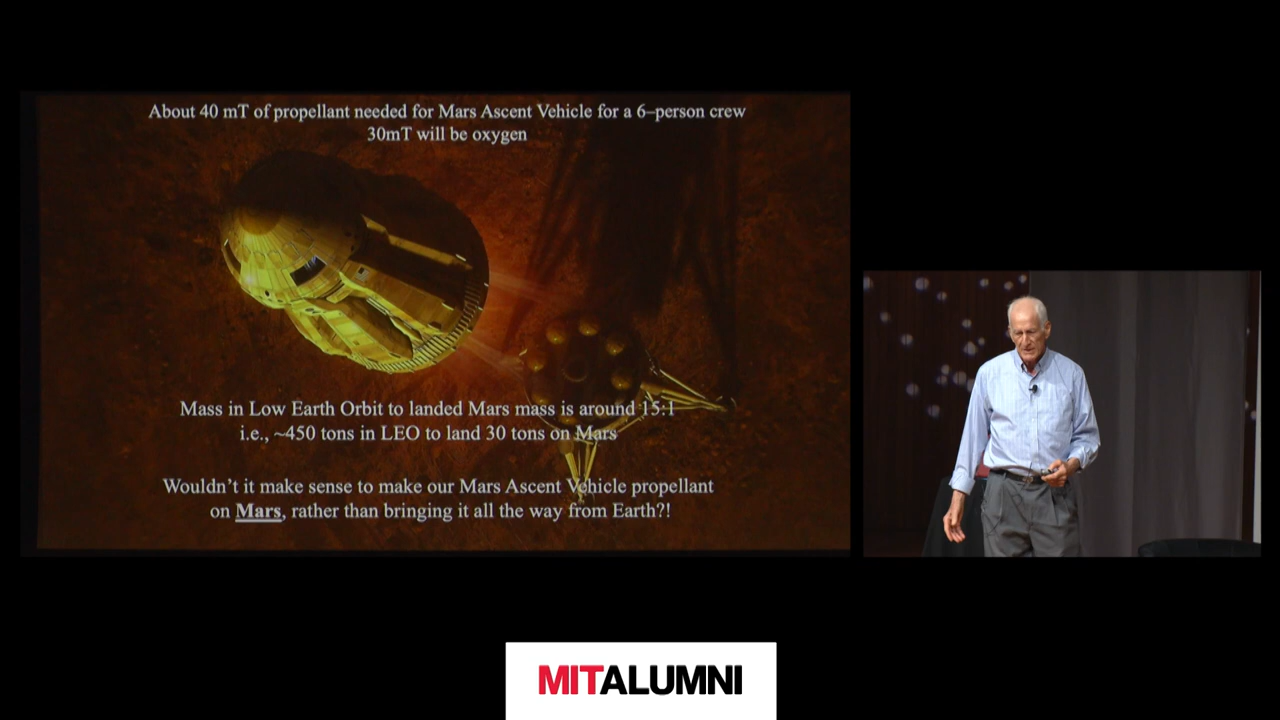 About 40 mT of propellant needed for Mars Ascent Vehicle for a 6–person crew
30mT will be oxygen
Mass in Low Earth Orbit to landed Mars mass is around 15:1
i.e., ~450 tons in LEO to land 30 tons on Mars
Wouldn't it make sense to make our Mars Ascent Vehicle propellant
on Mars, rather than bringing it all the way from Earth?!
MITALUMNI